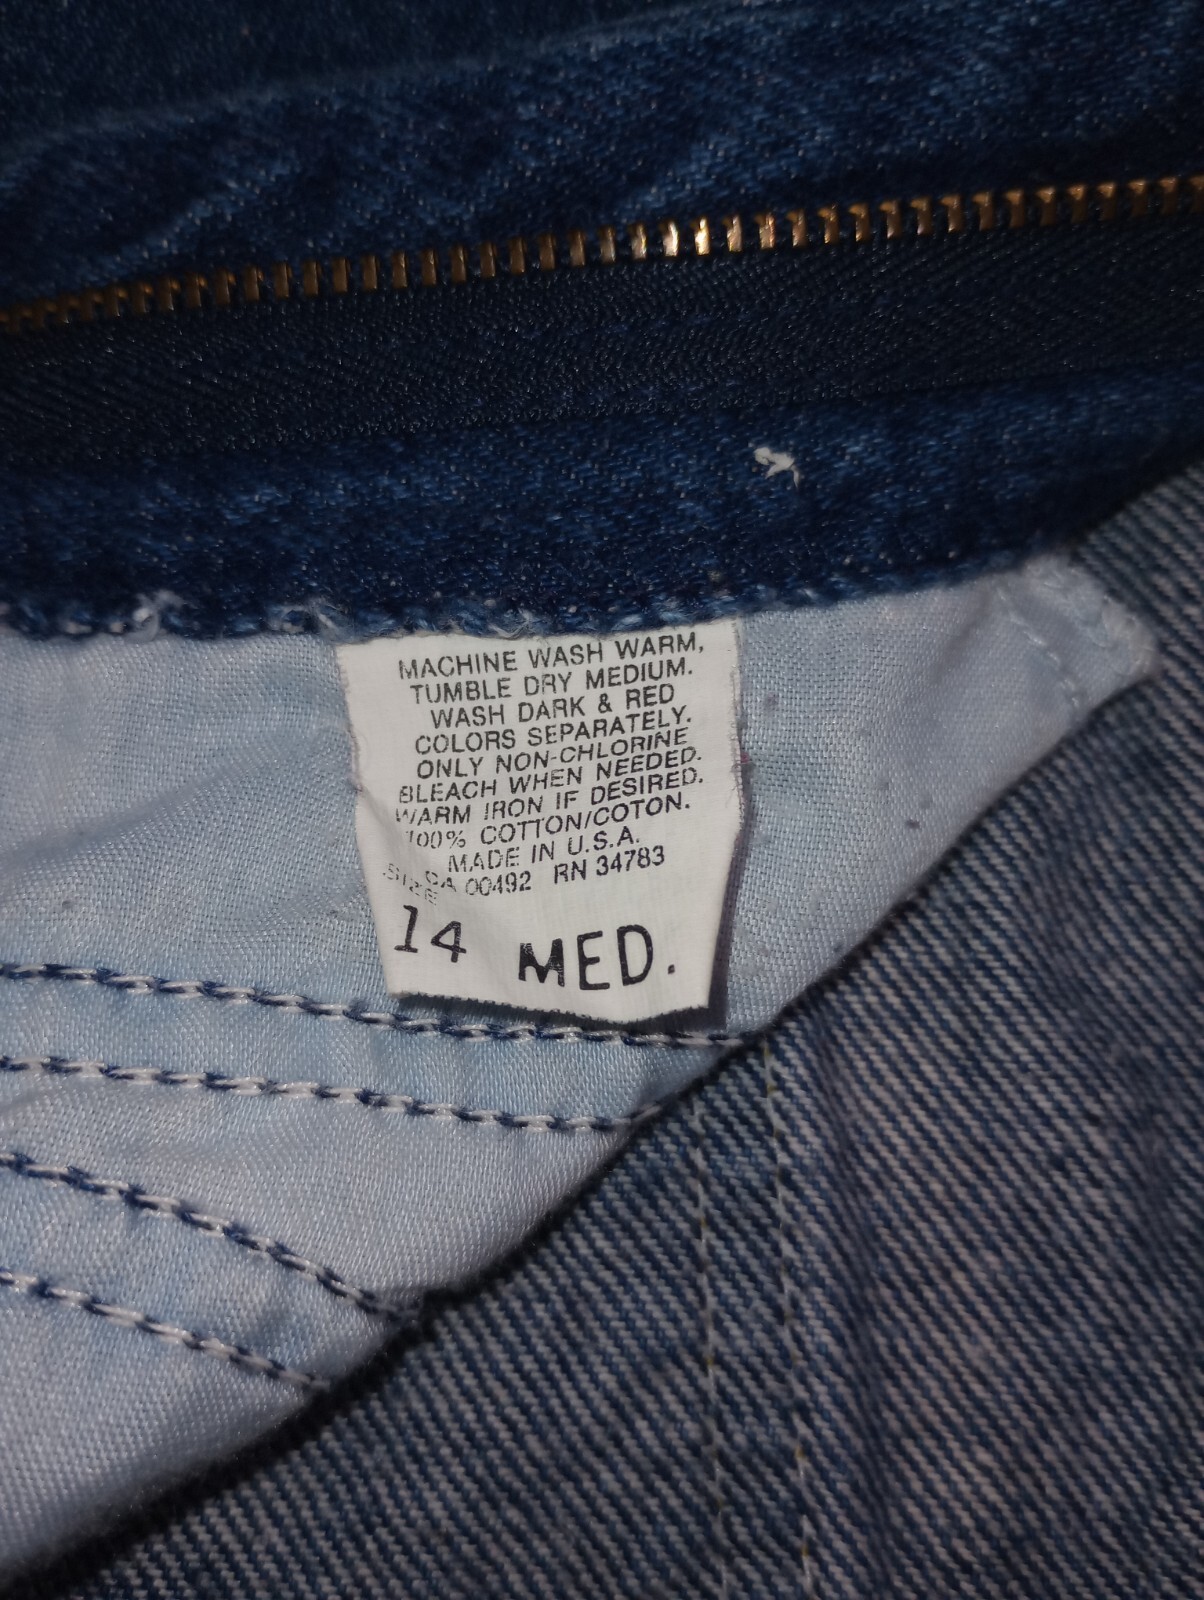 MACHINE WASH WARM,
TUMBLE DRY MEDIUM.
WASH DARK & RED
COLORS SEPARATELY.
ONLY NON-CHLORINE
BLEACH WHEN NEEDED.
WARM IRON IF DESIRED.
100% COTTON/COTON.
MADE IN U.S.A.
CA 00492 RN 34783
SIZE
14 MED.